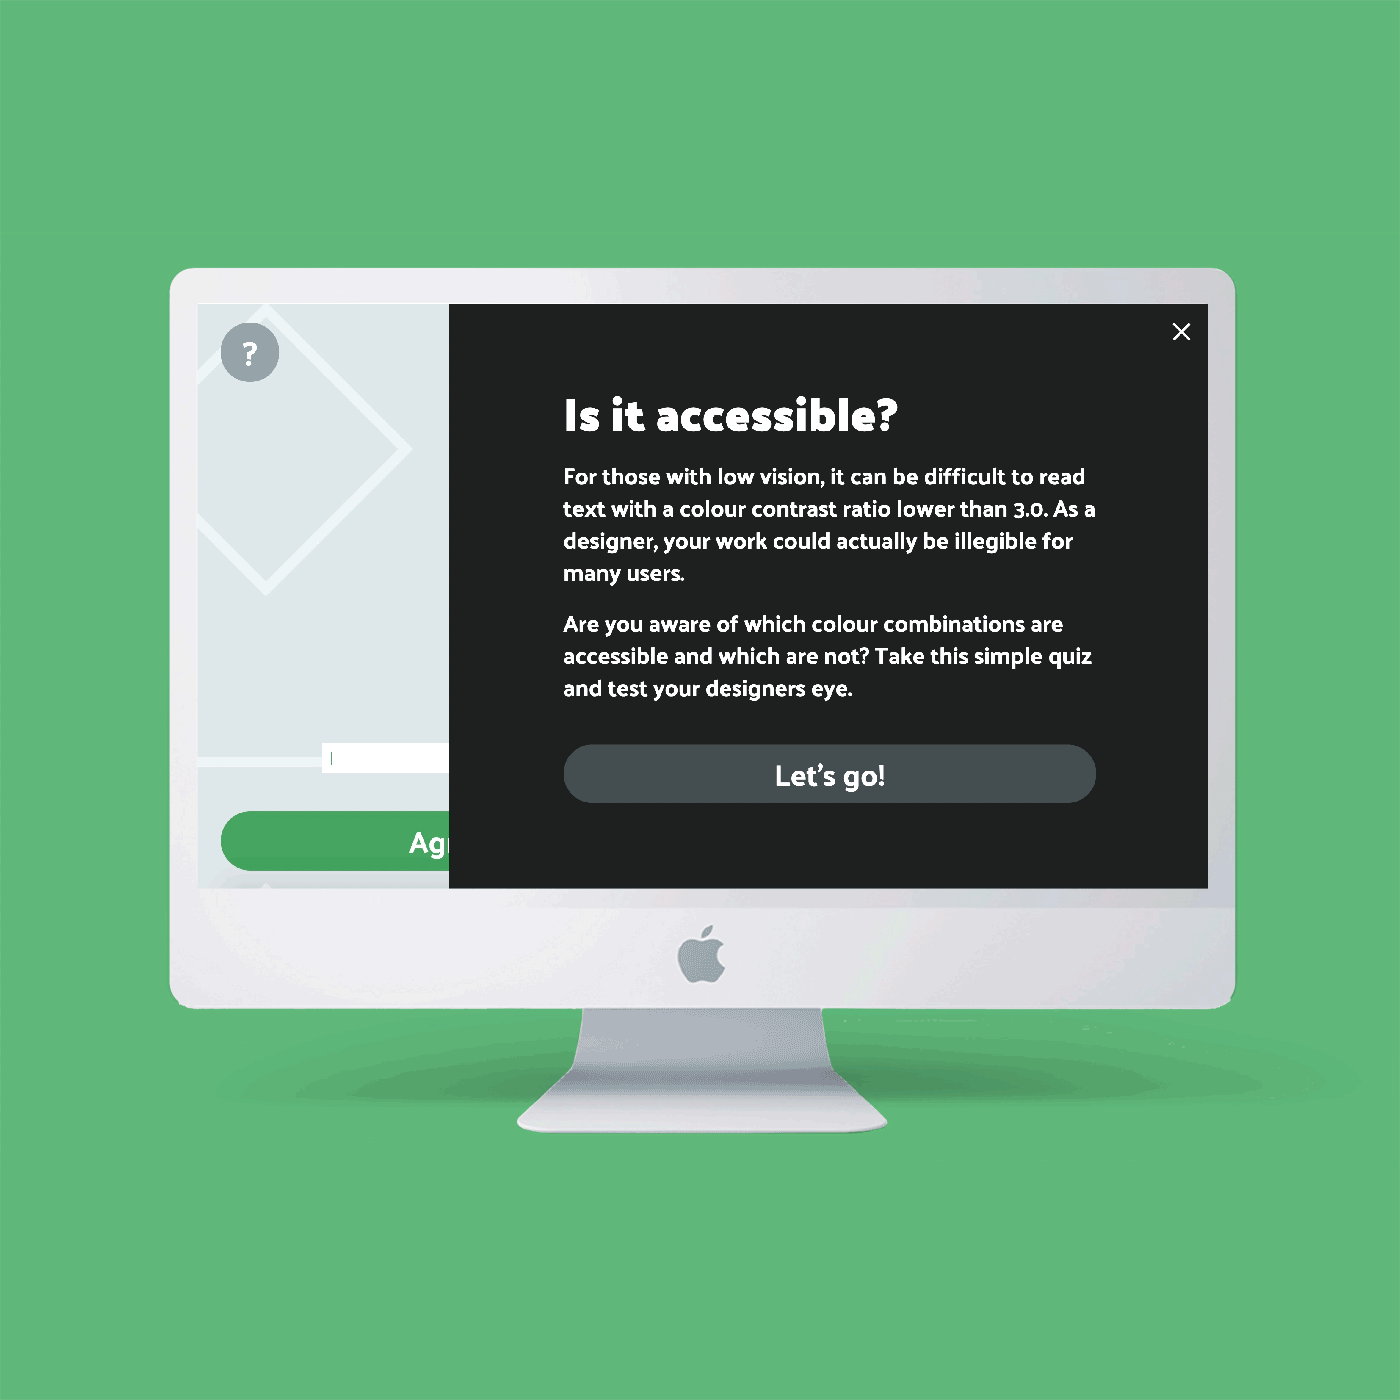 ?
Is it accessible?
For those with low vision, it can be difficult to read
text with a colour contrast ratio lower than 3.0. As a
designer, your work could actually be illegible for
many users.
Are you aware of which colour combinations are
accessible and which are not? Take this simple quiz
and test your designers eye.
Let's go!